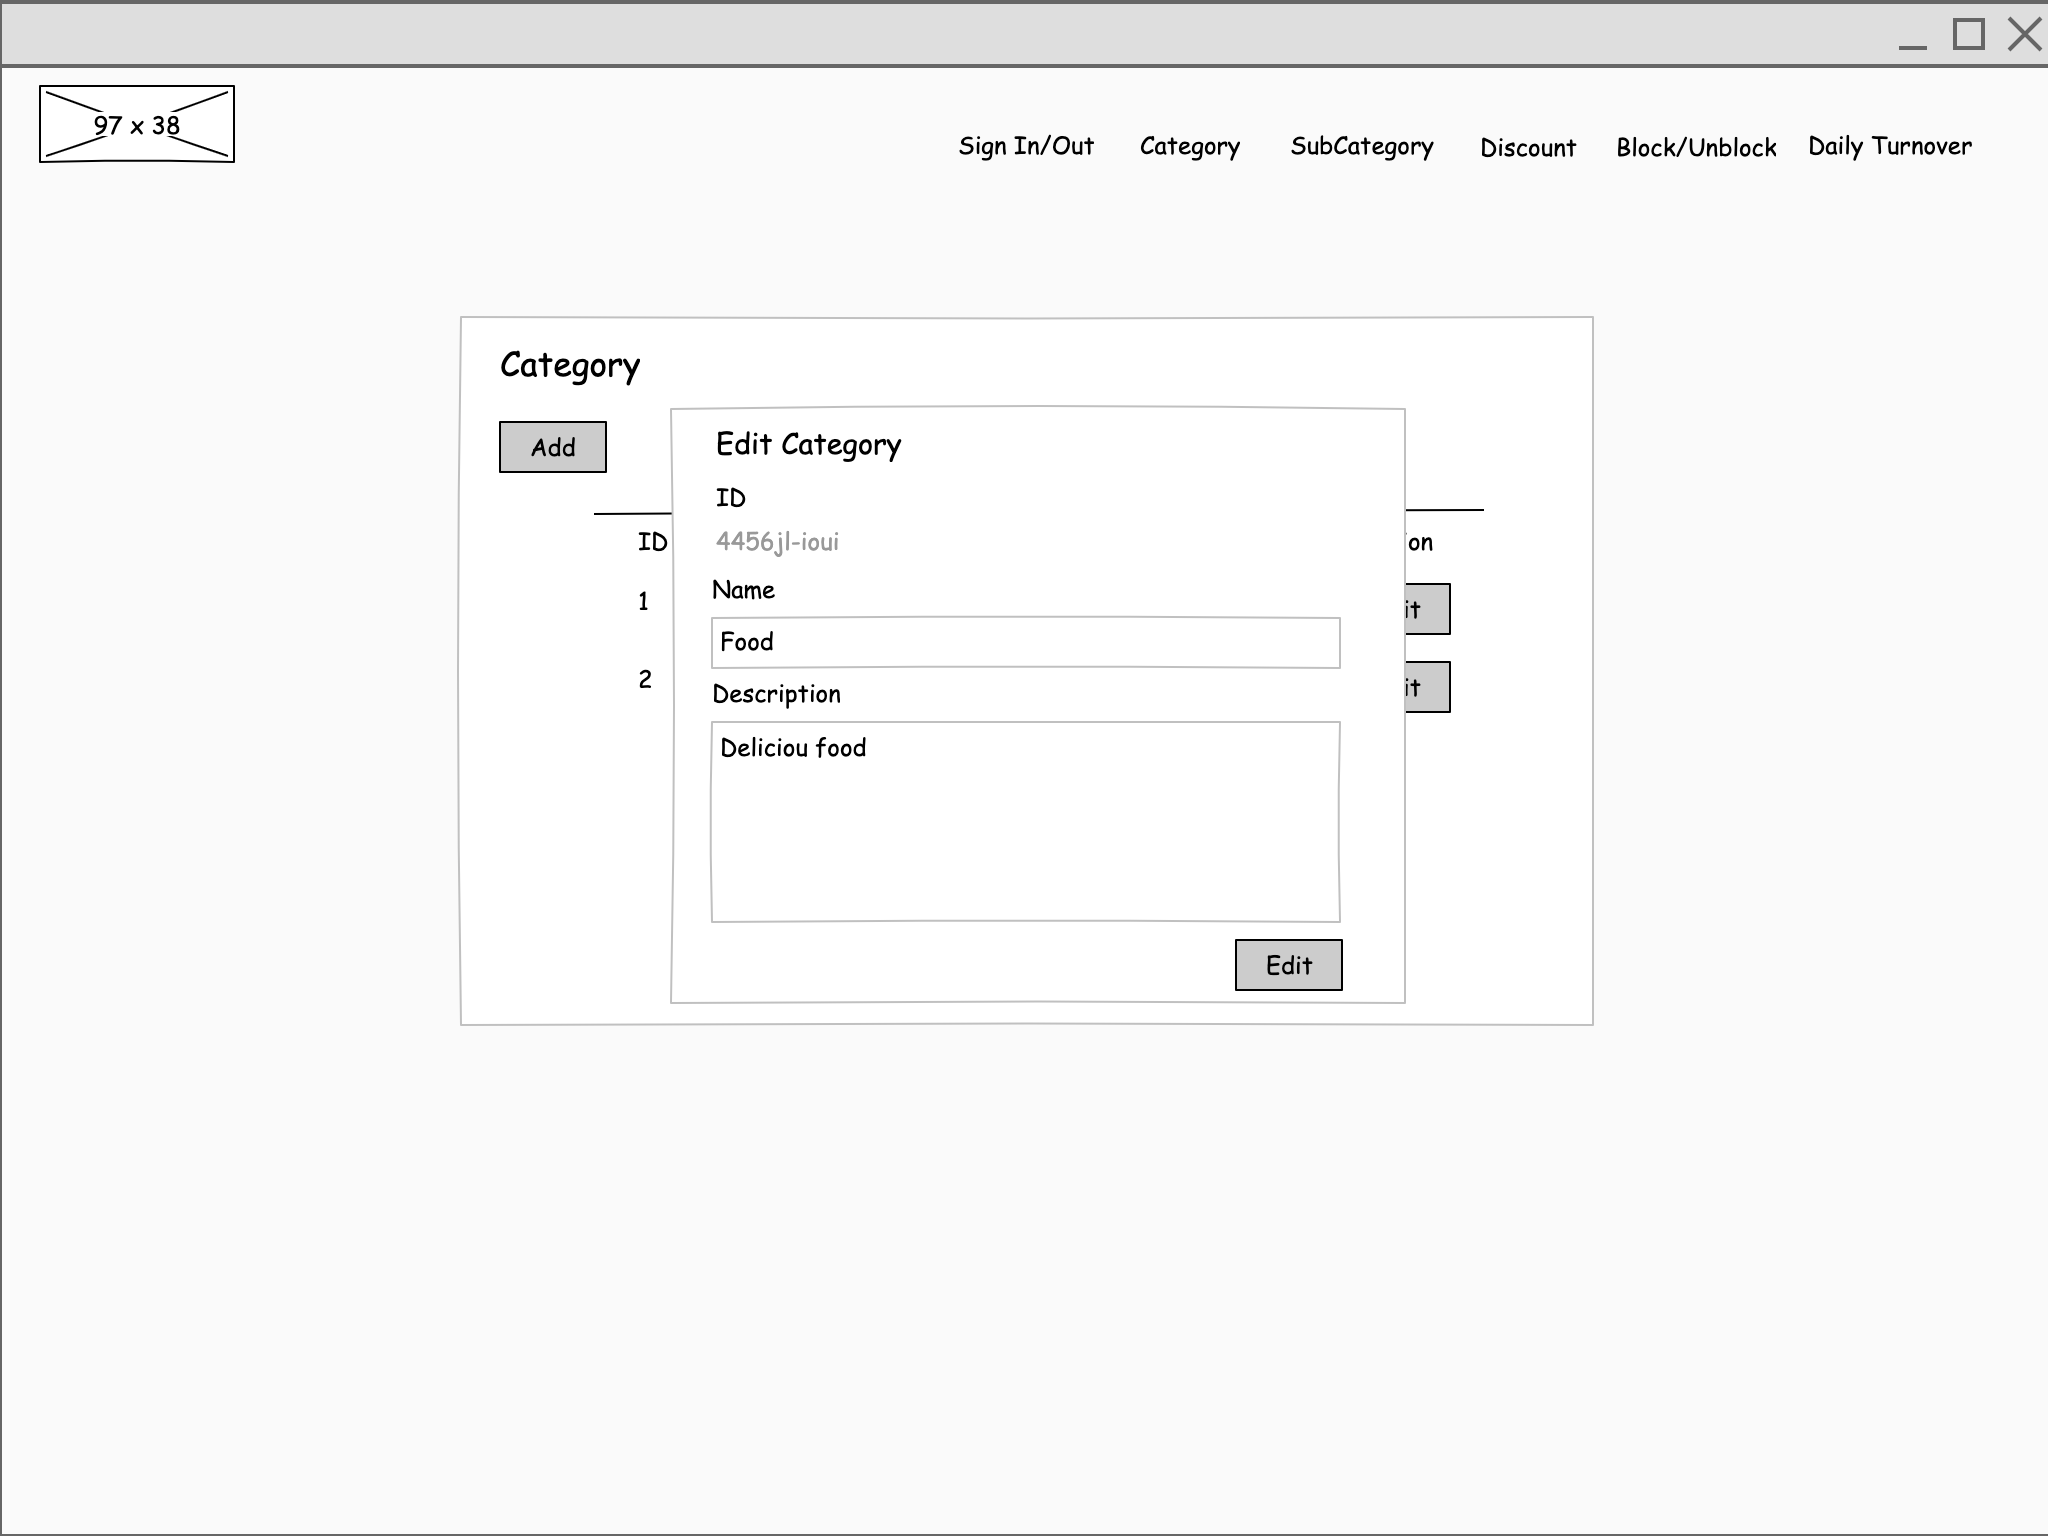 97 x 38
Sign In/Out Category SubCategory Discount Block/Unblock Daily Turnover
Category
Add
Edit Category
ID
4456jl-ioui
ID
on
Name
1
it
Food
2
it
Description
Deliciou food
Edit